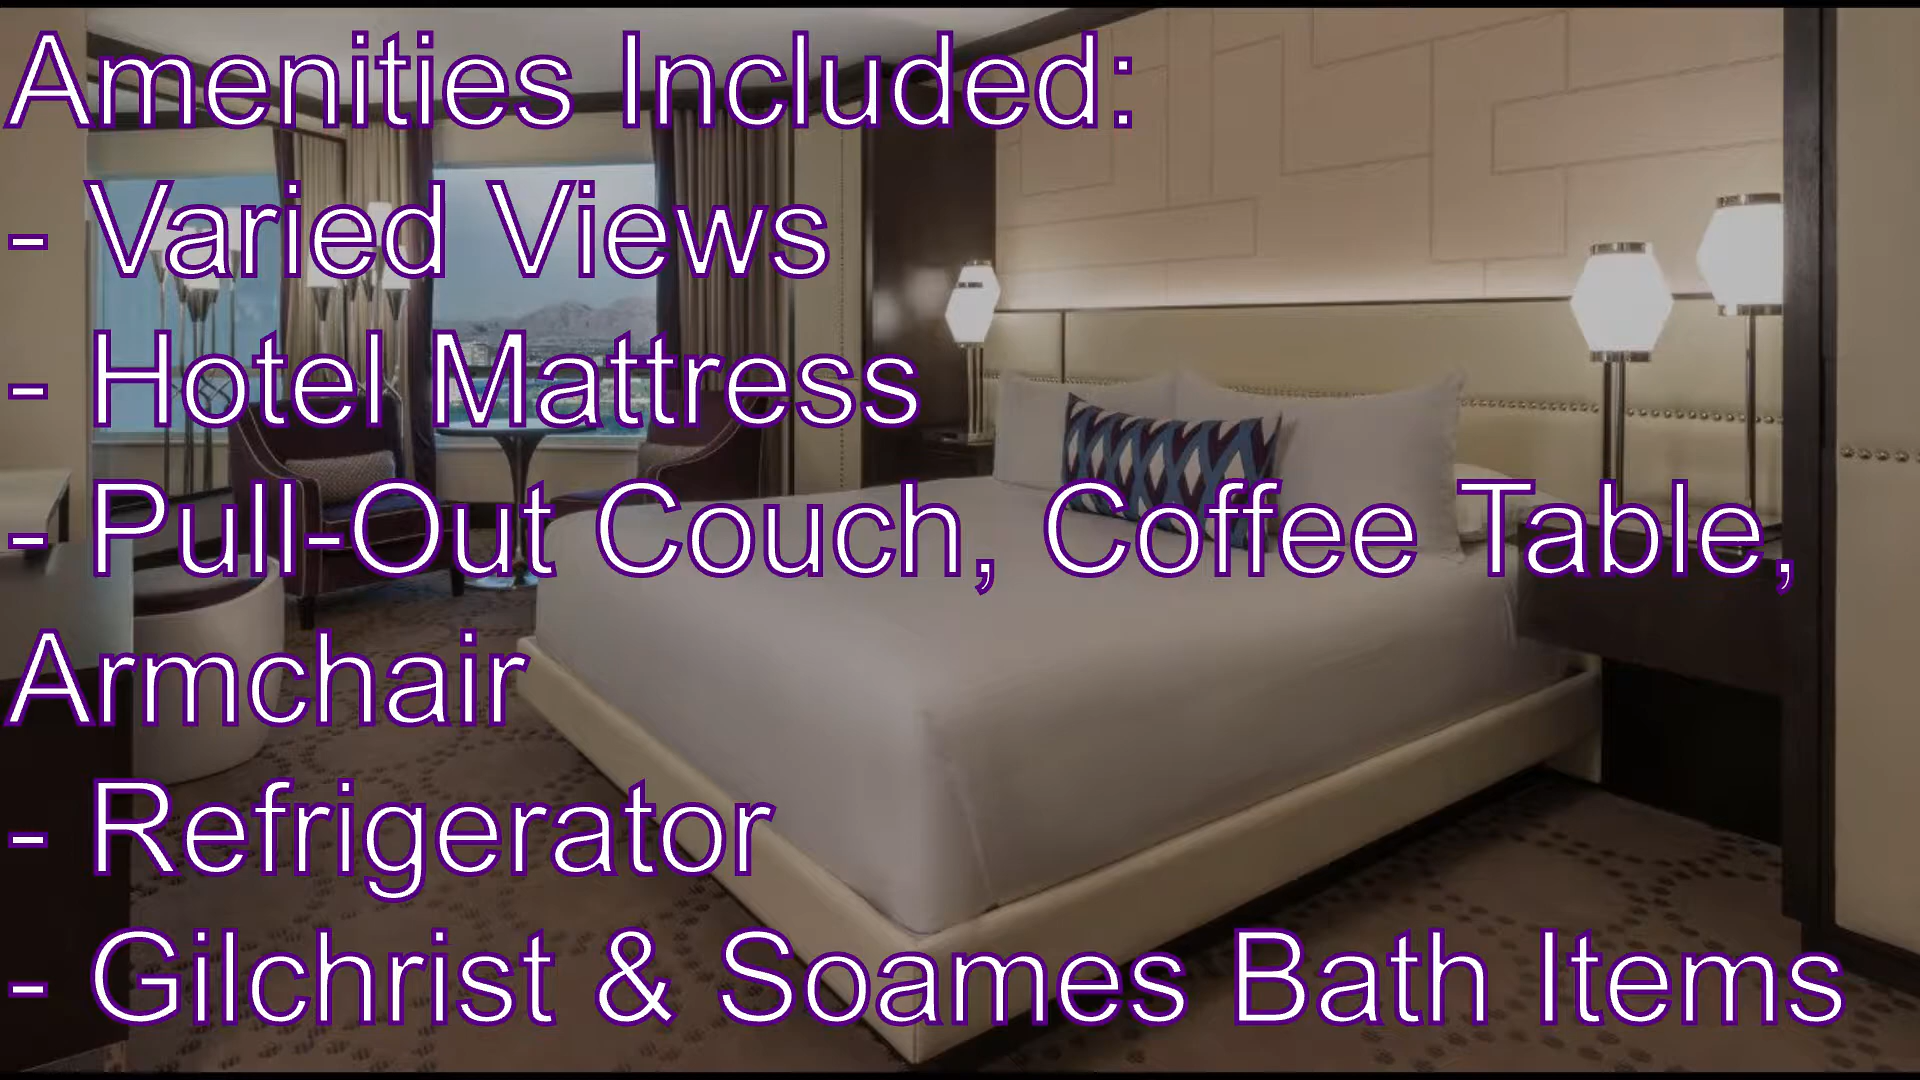 Amenities Included:
- Varied Views
- Hotel Mattress
- Pull-Out Couch, Coffee Table,
Armchair
- Refrigerator
- Gilchrist & Soames Bath Items